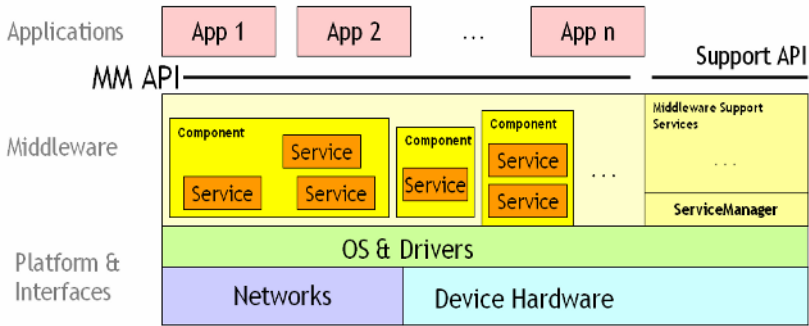 Applications
App 1
App 2
...
App n
Support API
MM API
Middleware
Component
Service
Service
Service
Component
Service
Component
Service
Service
...
Middleware Support
Services
...
ServiceManager
Platform &
Interfaces
OS & Drivers
Networks
Device Hardware